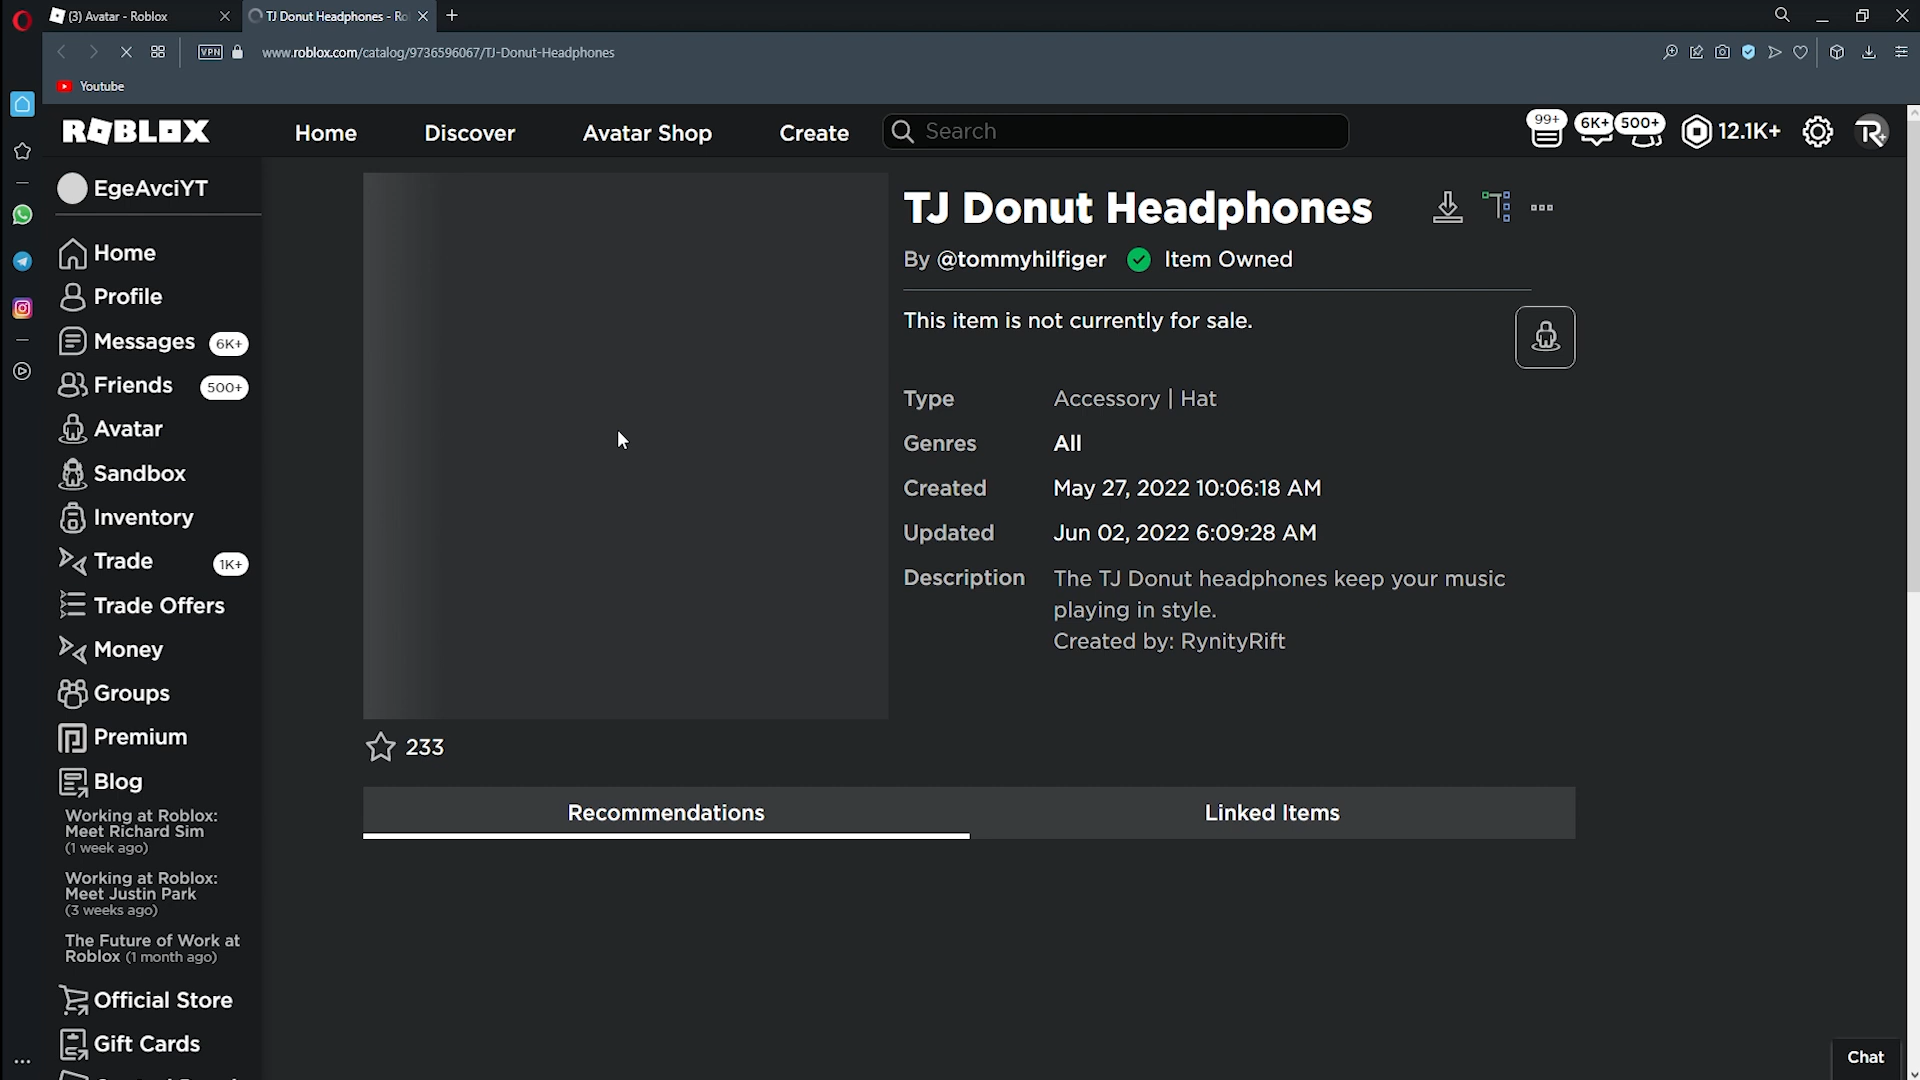 (3) Avatar - Roblox
TJ Donut Headphones - Ro
VPN
www.roblox.com/catalog/9736596067/TJ-Donut-Headphones
Youtube
ROBLOX
Home
Discover
Avatar Shop
Create
Search
99+
6K+
500+
12.1K+
EgeAvciYT
Home
Profile
Messages 6K+
Friends 500+
Avatar
Sandbox
Inventory
Trade 1K+
Trade Offers
Money
Groups
Premium
Blog
Working at Roblox:
Meet Richard Sim
(1 week ago)
Working at Roblox:
Meet Justin Park
(3 weeks ago)
The Future of Work at
Roblox (1 month ago)
Official Store
Gift Cards
TJ Donut Headphones
By @tommyhilfiger Item Owned
This item is not currently for sale.
Type Accessory | Hat
Genres All
Created May 27, 2022 10:06:18 AM
Updated Jun 02, 2022 6:09:28 AM
Description The TJ Donut headphones keep your music
playing in style.
Created by: RynityRift
233
Recommendations
Linked Items
Chat